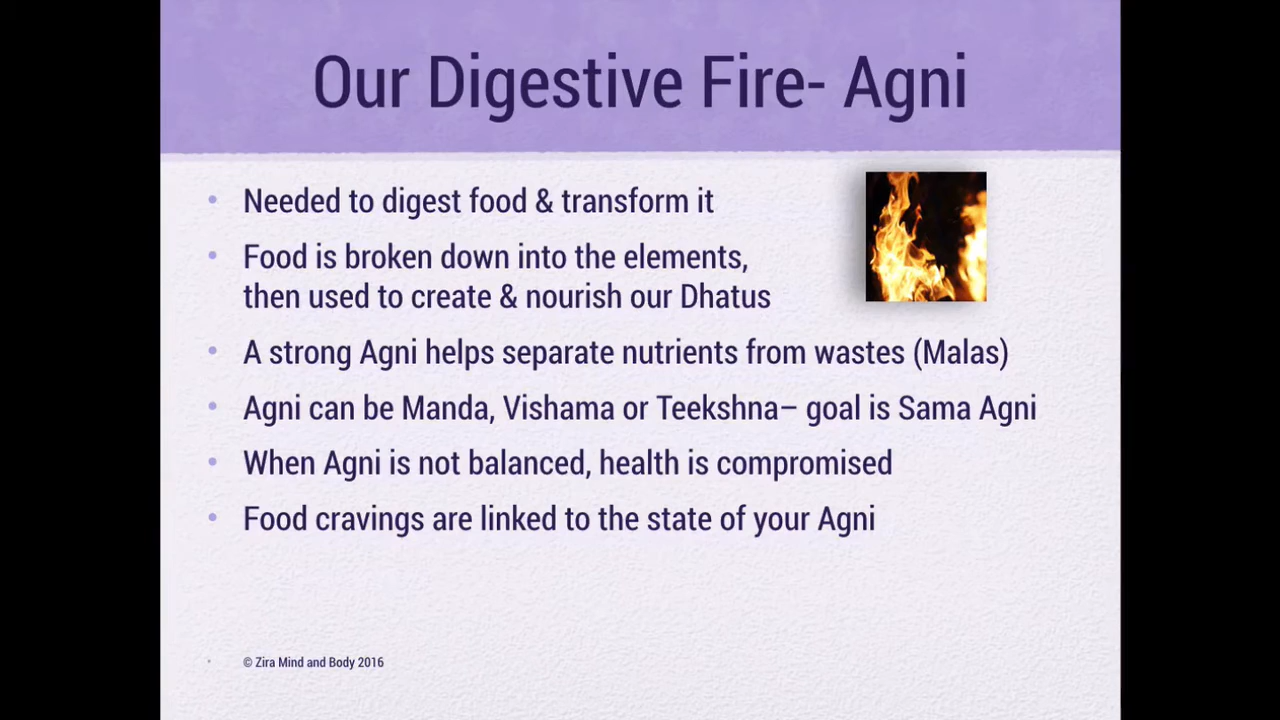 Our Digestive Fire- Agni
• Needed to digest food & transform it
• Food is broken down into the elements,
then used to create & nourish our Dhatus
• A strong Agni helps separate nutrients from wastes (Malas)
• Agni can be Manda, Vishama or Teekshna– goal is Sama Agni
• When Agni is not balanced, health is compromised
• Food cravings are linked to the state of your Agni
• © Zira Mind and Body 2016